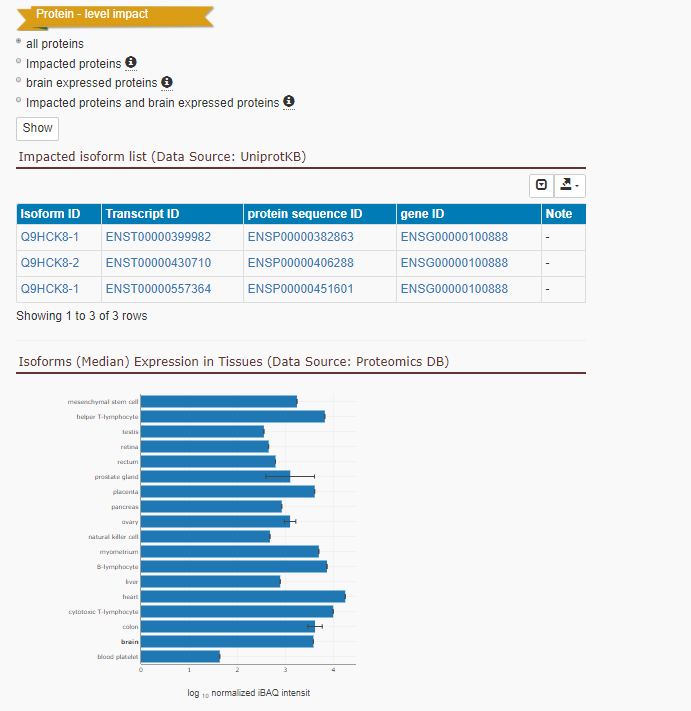 Protein - level impact
all proteins
Impacted proteins
brain expressed proteins
Impacted proteins and brain expressed proteins
Show
Impacted isoform list (Data Source: UniprotKB)
Isoform ID Transcript ID protein sequence ID gene ID Note
Q9HCK8-1 ENST00000399982 ENSP00000382863 ENSG00000100888 -
Q9HCK8-2 ENST00000430710 ENSP00000406288 ENSG00000100888 -
Q9HCK8-1 ENST00000557364 ENSP00000451601 ENSG00000100888 -
Showing 1 to 3 of 3 rows
Isoforms (Median) Expression in Tissues (Data Source: Proteomics DB)
mesenchymal stem cell
helper T-lymphocyte
testis
retina
rectum
prostate gland
placenta
pancreas
ovary
natural killer cell
myometrium
B-lymphocyte
liver
heart
cytotoxic T-lymphocyte
colon
brain
blood platelet
0 1 2 3 4
log 10 normalized iBAQ intensit